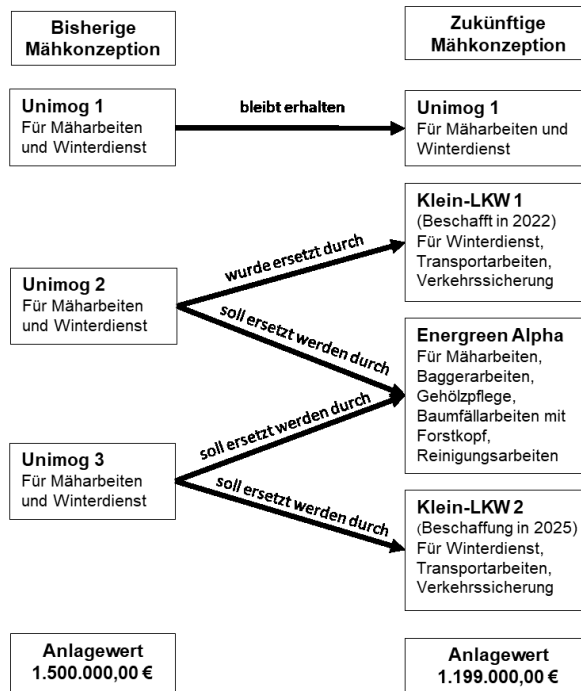 Bisherige
Mähkonzeption
Zukünftige
Mähkonzeption
Unimog 1
Für Mäharbeiten
und Winterdienst
bleibt erhalten
Unimog 1
Für Mäharbeiten und
Winterdienst
Unimog 2
Für Mäharbeiten
und Winterdienst
wurde ersetzt durch
Klein-LKW 1
(Beschafft in 2022)
Für Winterdienst,
Transportarbeiten,
Verkehrssicherung
soll ersetzt werden durch
Energreen Alpha
Für Mäharbeiten,
Baggerarbeiten,
Gehölzpflege,
Baumfällarbeiten mit
Forstkopf,
Reinigungsarbeiten
Unimog 3
Für Mäharbeiten
und Winterdienst
soll ersetzt werden durch
soll ersetzt werden durch
Klein-LKW 2
(Beschaffung in 2025)
Für Winterdienst,
Transportarbeiten,
Verkehrssicherung
Anlagewert
1.500.000,00 €
Anlagewert
1.199.000,00 €